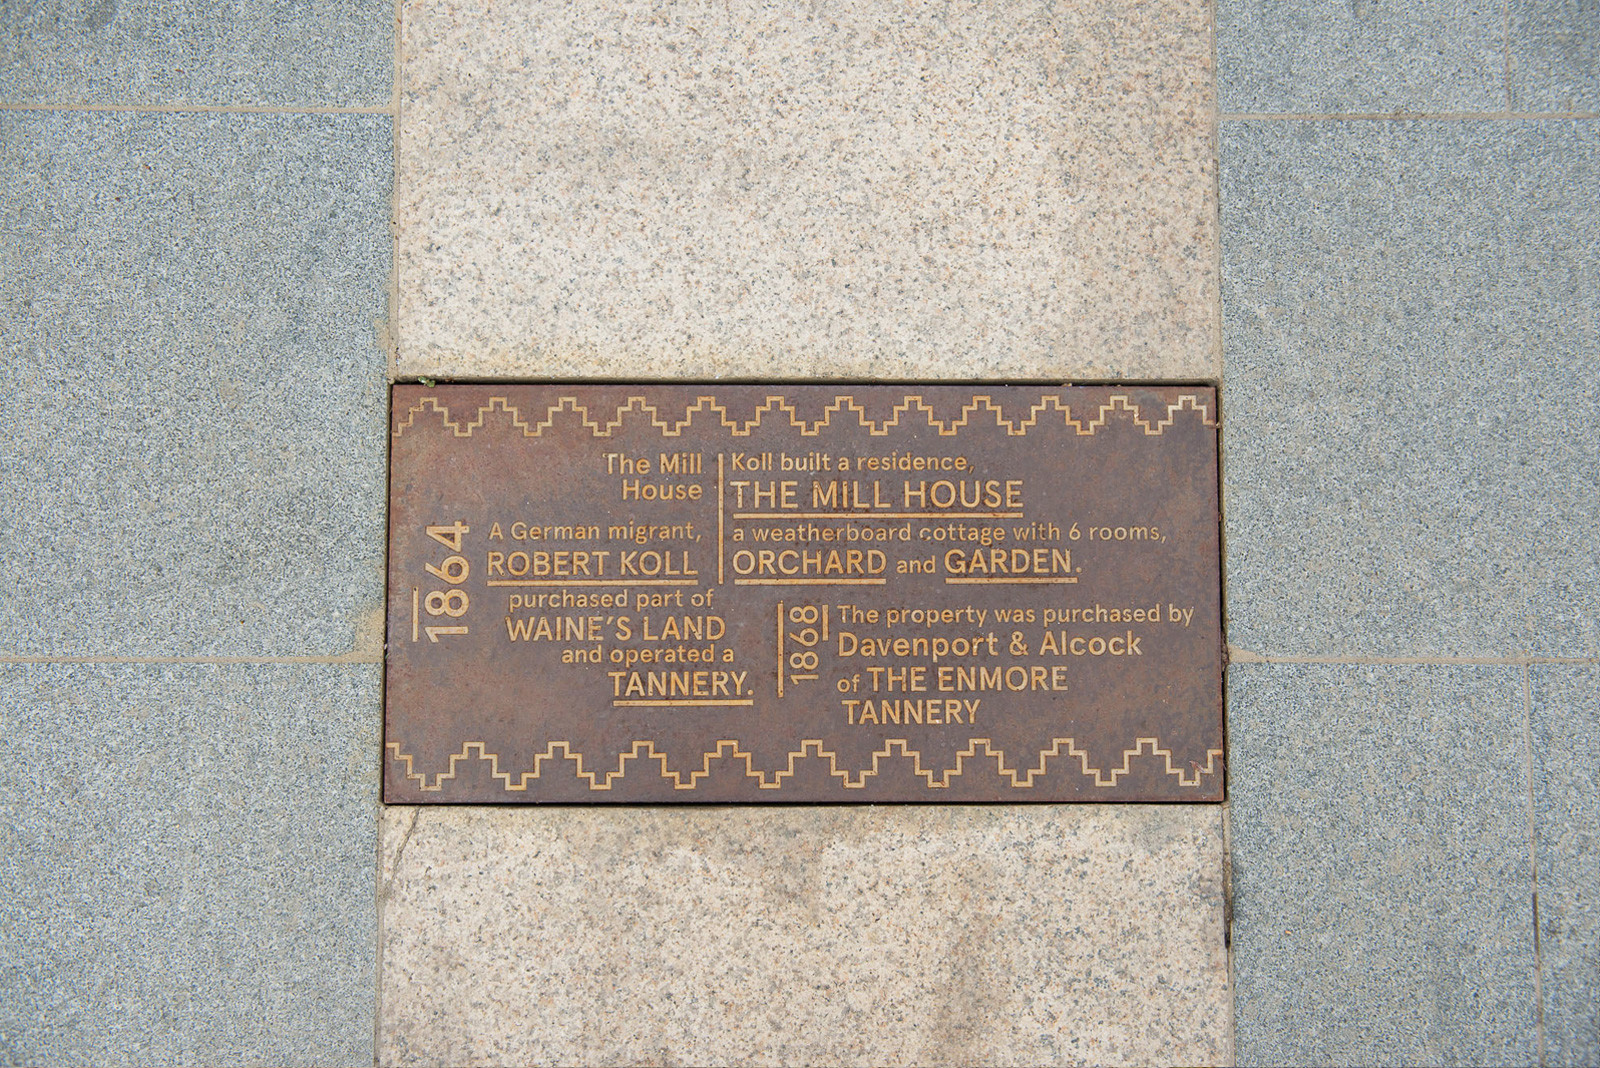 The Mill
House
1864
A German migrant,
ROBERT KOLL
purchased part of
WAINE'S LAND
and operated a
TANNERY.
Koll built a residence,
THE MILL HOUSE
a weatherboard cottage with 6 rooms,
ORCHARD and GARDEN.
1868
The property was purchased by
Davenport & Alcock
of THE ENMORE
TANNERY